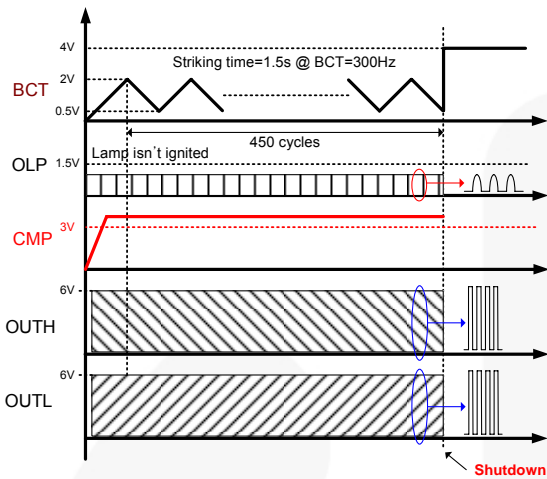 4V
Striking time=1.5s @ BCT=300Hz
BCT
2V
0.5V
450 cycles
Lamp isn't ignited
OLP
1.5V
CMP
3V
6V
OUTH
6V
OUTL
Shutdown